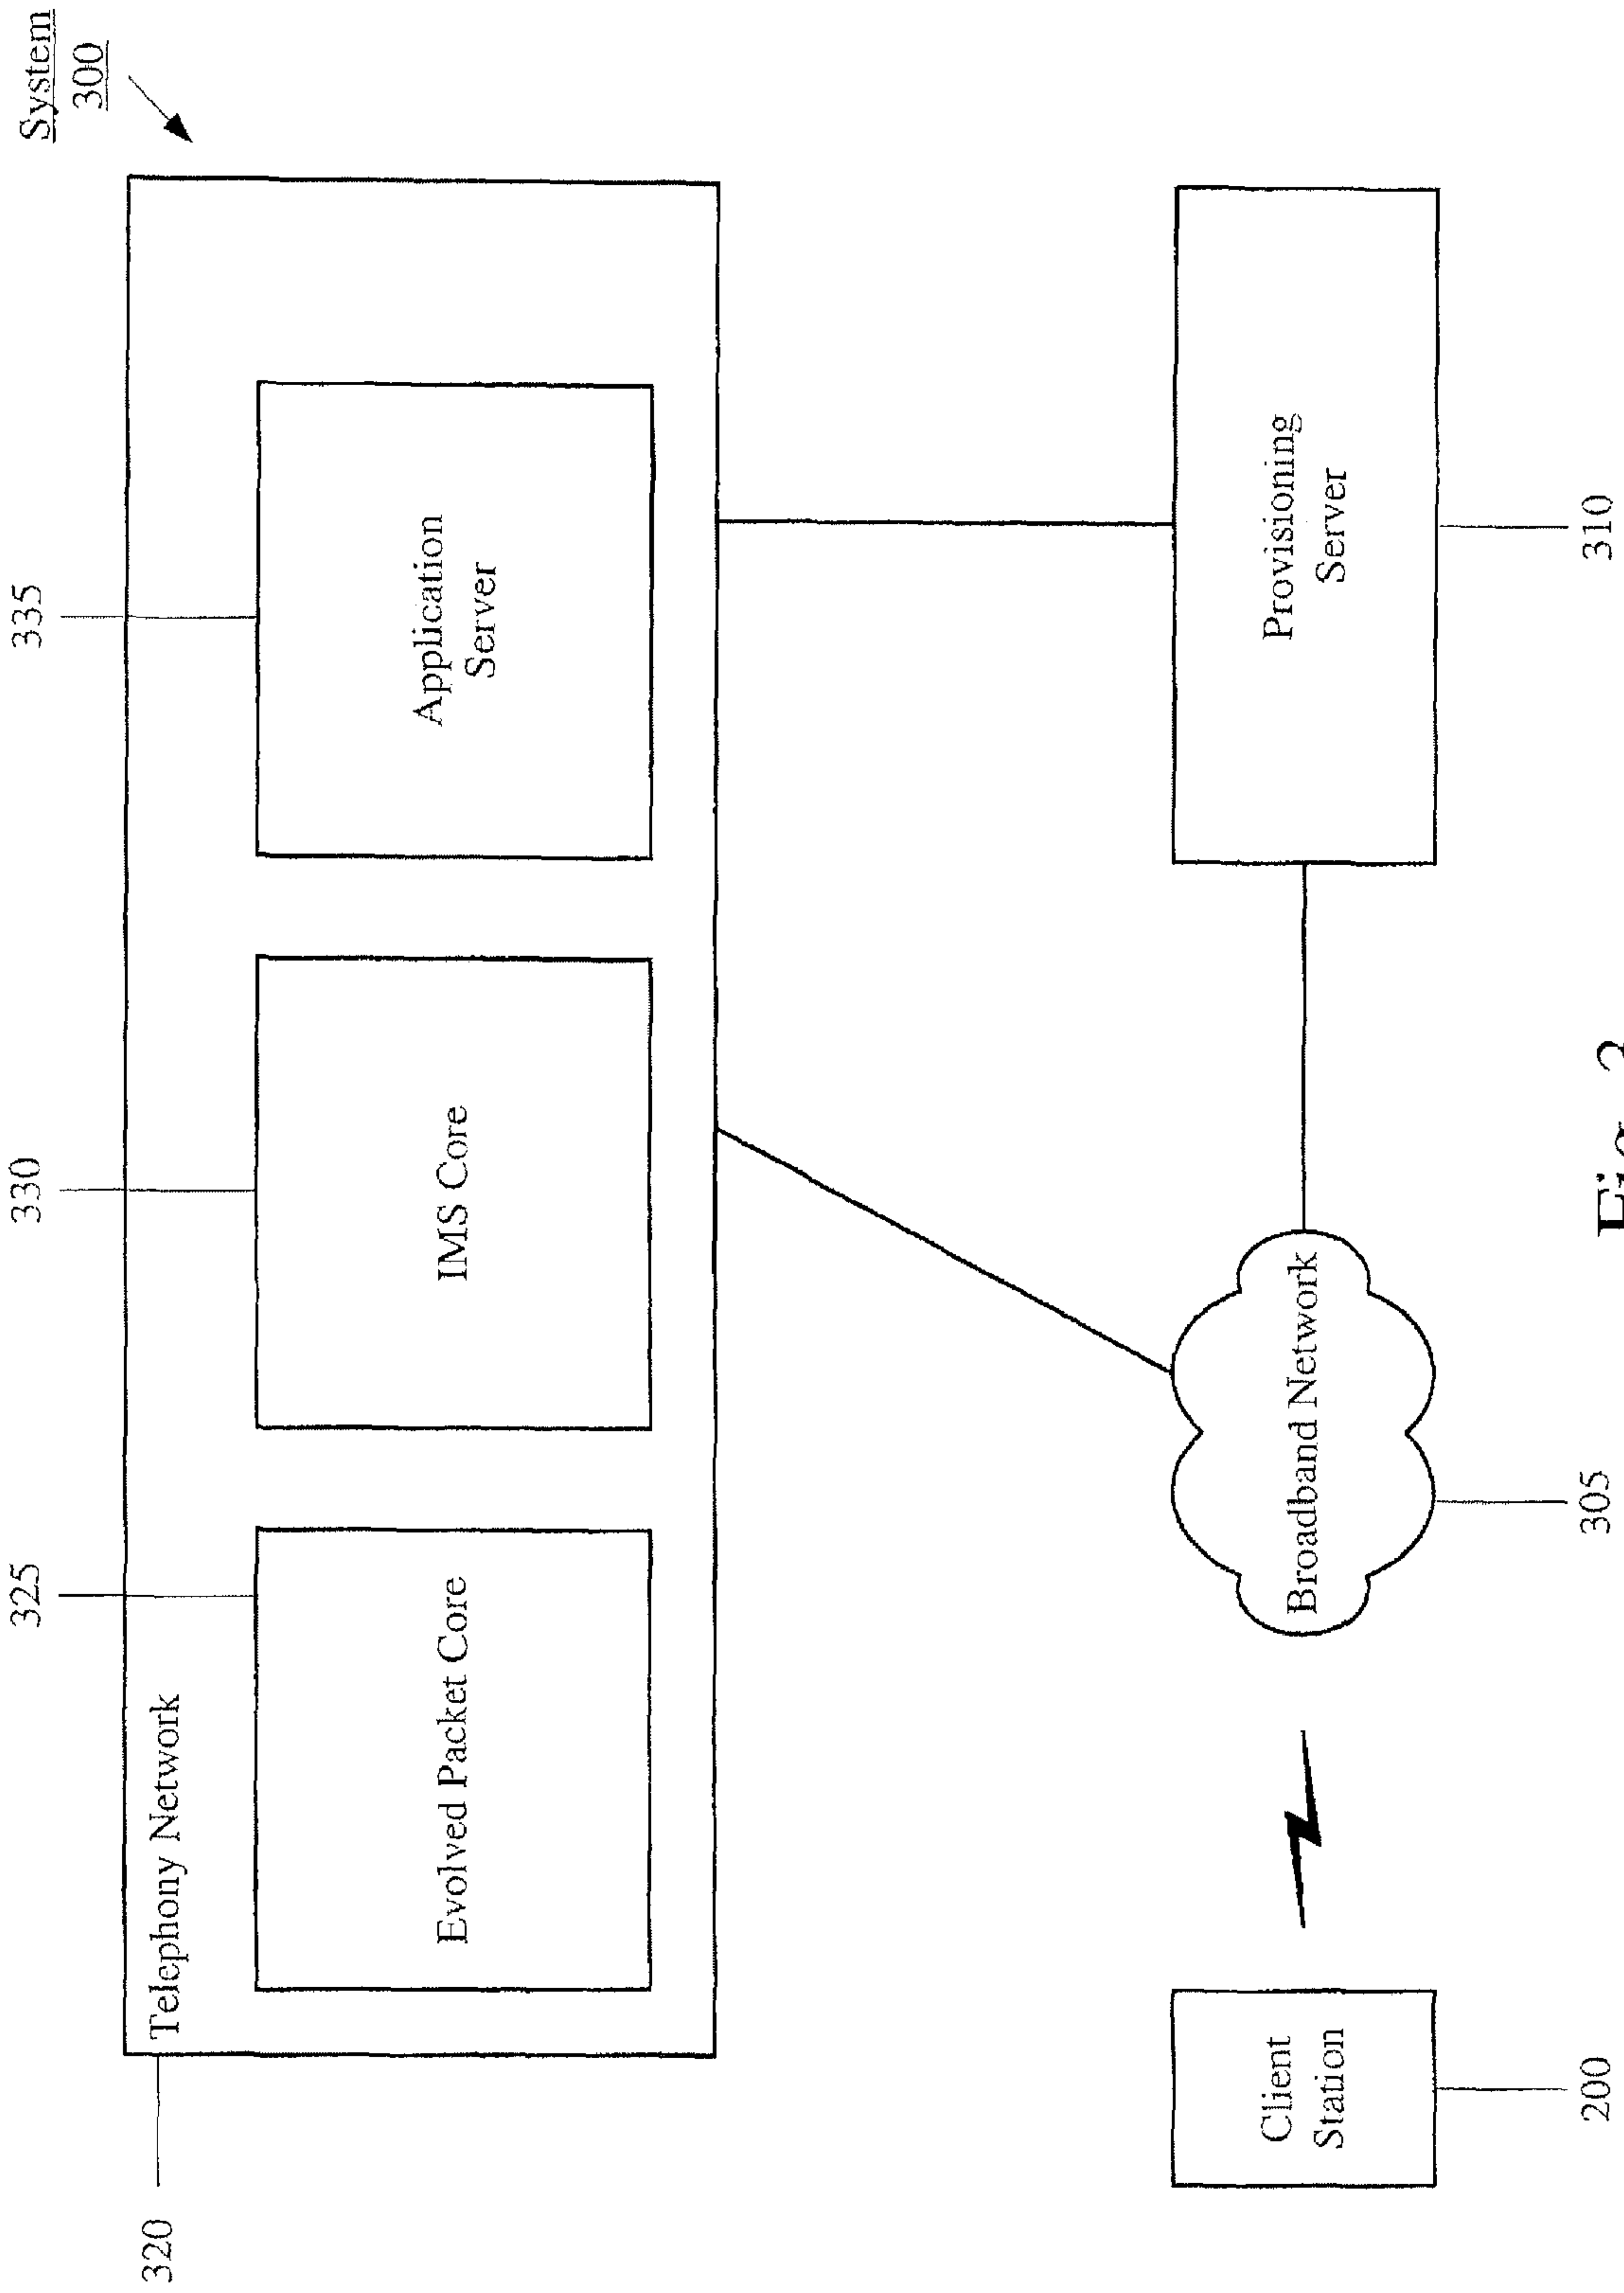 System
300
325
330
335
320
Telephony Network
Evolved Packet Core
IMS Core
Application
Server
Client
Station
Broadband Network
Provisioning
Server
200
305
310
Fig.